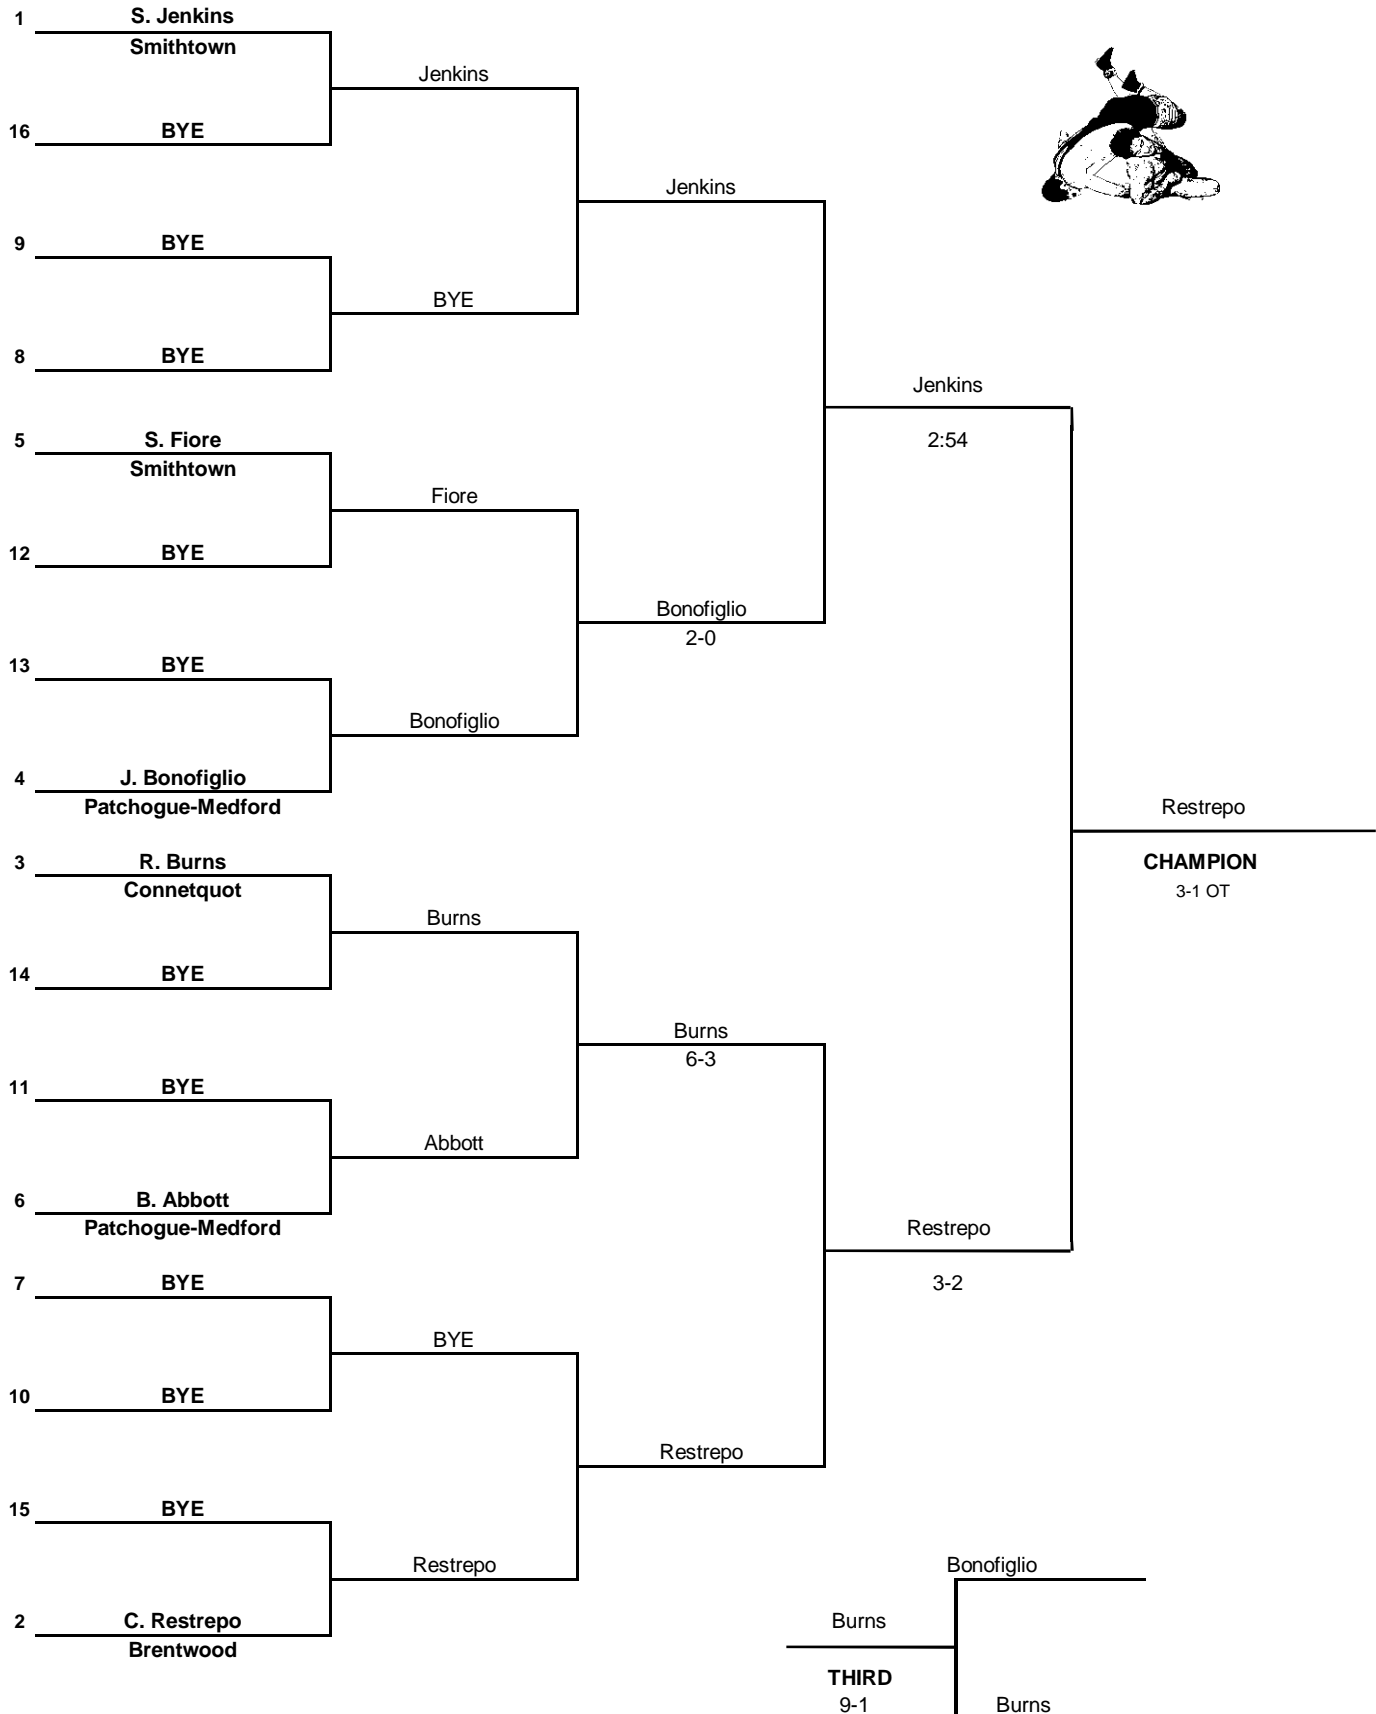 1 S. Jenkins
Smithtown
Jenkins
16 BYE
Jenkins
9 BYE
BYE
8 BYE
Jenkins
2:54
5 S. Fiore
Smithtown
Fiore
12 BYE
Bonofiglio
2-0
13 BYE
Bonofiglio
4 J. Bonofiglio
Patchogue-Medford
Restrepo
CHAMPION
3-1 OT
3 R. Burns
Connetquot
Burns
14 BYE
Burns
6-3
11 BYE
Abbott
6 B. Abbott
Patchogue-Medford
Restrepo
3-2
7 BYE
BYE
10 BYE
Restrepo
15 BYE
Restrepo
2 C. Restrepo
Brentwood
Bonofiglio
Burns
THIRD
9-1
Burns